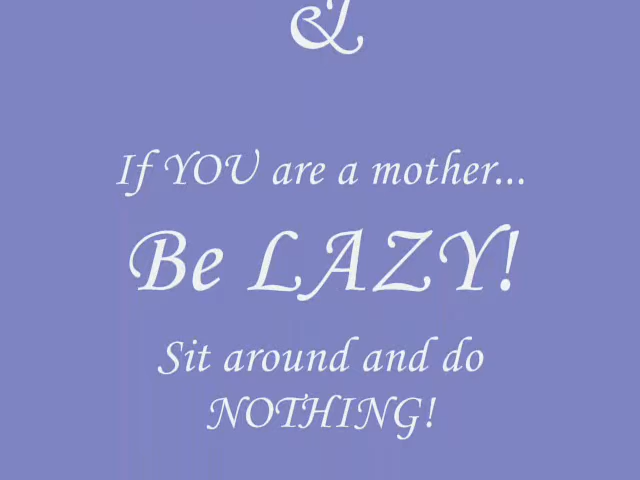 &
If YOU are a mother...
Be LAZY!
Sit around and do
NOTHING!